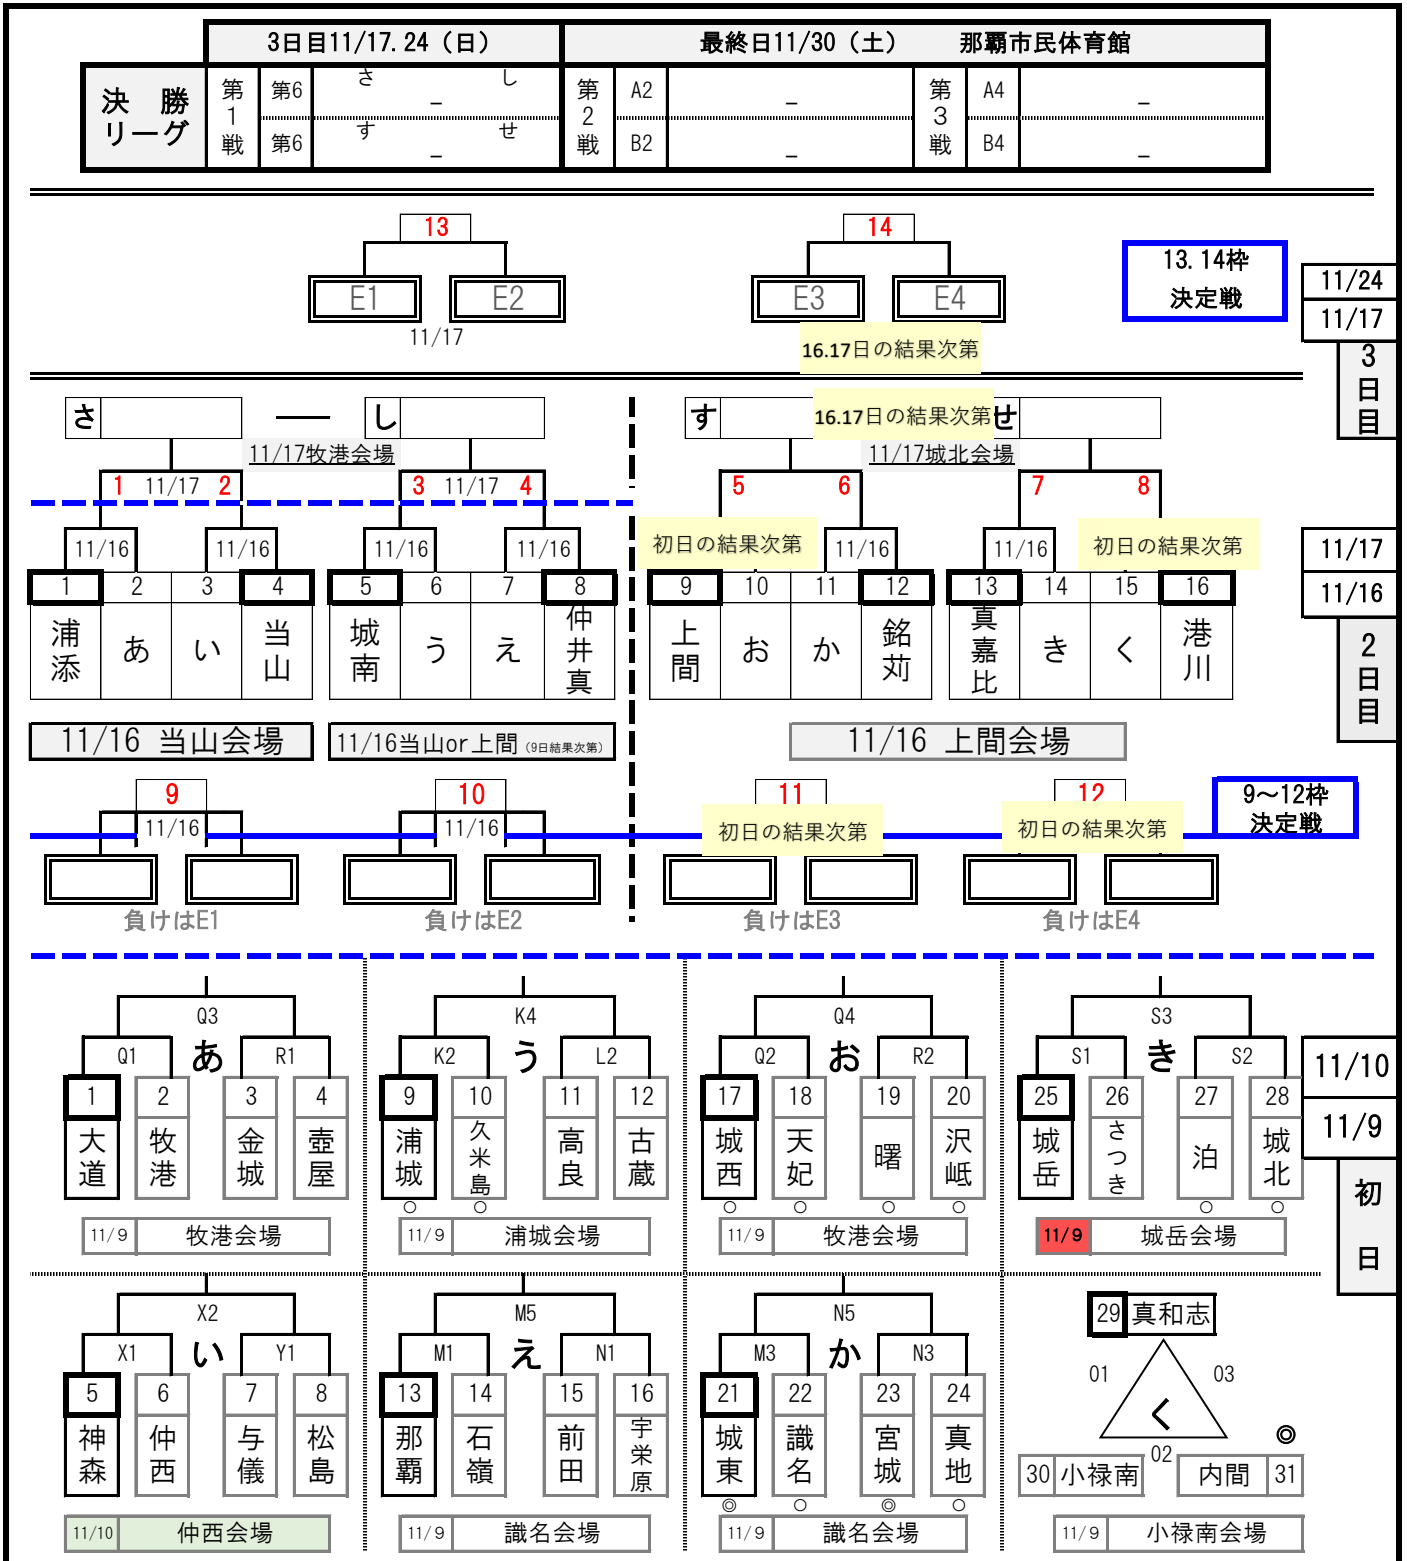 3日目11/17.24（日）
最終日11/30（土）　那覇市民体育館
決　勝
リーグ
第1戦
第6 さ – し
第6 す – せ
第2戦
A2 –
B2 –
第3戦
A4 –
B4 –
13
14
E1 E2
E3 E4
11/17
16.17日の結果次第
13.14枠
決定戦
11/24
11/17
3日目
さ — し
す 16.17日の結果次第 せ
11/17牧港会場
11/17城北会場
1 11/17 2
3 11/17 4
5 6
7 8
11/16 11/16 11/16 11/16
初日の結果次第 11/16 11/16 初日の結果次第
11/17
11/16
2日目
1 2 3 4 5 6 7 8 9 10 11 12 13 14 15 16
浦添 あ い 当山 城南 う え 仲井真 上間 お か 銘苅 真嘉比 き く 港川
11/16 当山会場
11/16当山or上間（9日結果次第）
11/16 上間会場
9 10 11 12
11/16 11/16 初日の結果次第 初日の結果次第
9～12枠
決定戦
負けはE1 負けはE2 負けはE3 負けはE4
Q3 K4 Q4 S3
Q1 あ R1 K2 う L2 Q2 お R2 S1 き S2
11/10
11/9
初日
1 2 3 4 9 10 11 12 17 18 19 20 25 26 27 28
大道 牧港 金城 壺屋 浦城 久米島 高良 古蔵 城西 天妃 曙 沢岻 城岳 さつき 泊 城北
○ ○ ○ ○ ○ ○ ○ ○
11/9 牧港会場
11/9 浦城会場
11/9 牧港会場
11/9 城岳会場
X2 M5 N5
X1 い Y1 M1 え N1 M3 か N3
29 真和志
01 03
く
02
◎
30 小禄南 内間 31
5 6 7 8 13 14 15 16 21 22 23 24
神森 仲西 与儀 松島 那覇 石嶺 前田 宇栄原 城東 識名 宮城 真地
◎ ○ ◎ ○
11/10 仲西会場
11/9 識名会場
11/9 識名会場
11/9 小禄南会場